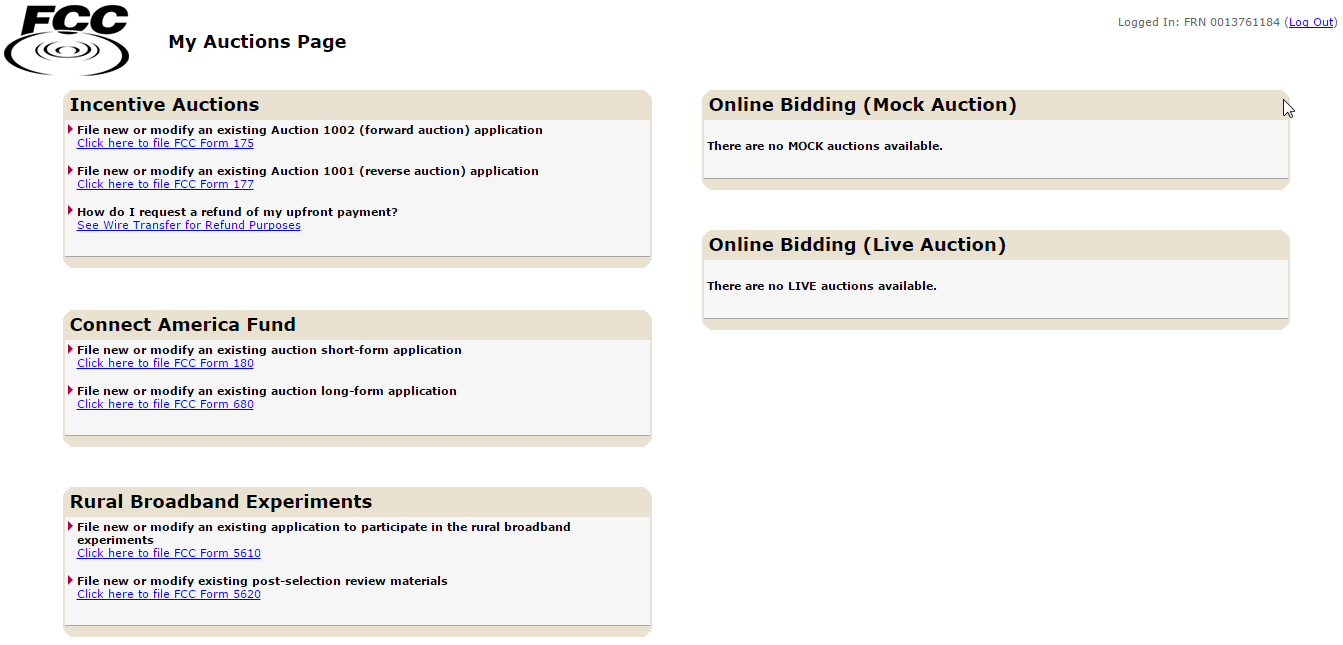 FCC
My Auctions Page
Logged In: FRN 0013761184 (Log Out)
Incentive Auctions
File new or modify an existing Auction 1002 (forward auction) application
Click here to file FCC Form 175
File new or modify an existing Auction 1001 (reverse auction) application
Click here to file FCC Form 177
How do I request a refund of my upfront payment?
See Wire Transfer for Refund Purposes
Connect America Fund
File new or modify an existing auction short-form application
Click here to file FCC Form 180
File new or modify an existing auction long-form application
Click here to file FCC Form 680
Rural Broadband Experiments
File new or modify an existing application to participate in the rural broadband
experiments
Click here to file FCC Form 5610
File new or modify existing post-selection review materials
Click here to file FCC Form 5620
Online Bidding (Mock Auction)
There are no MOCK auctions available.
Online Bidding (Live Auction)
There are no LIVE auctions available.